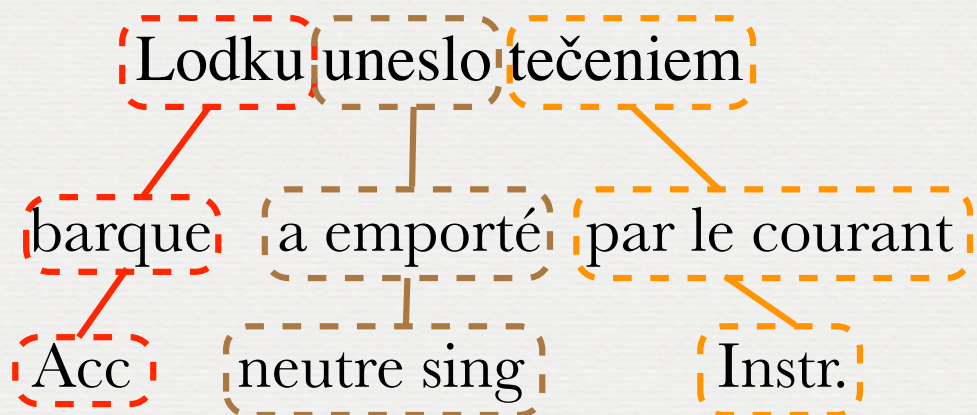 Lodku uneslo tečeniem
barque a emporté par le courant
Acc neutre sing Instr.